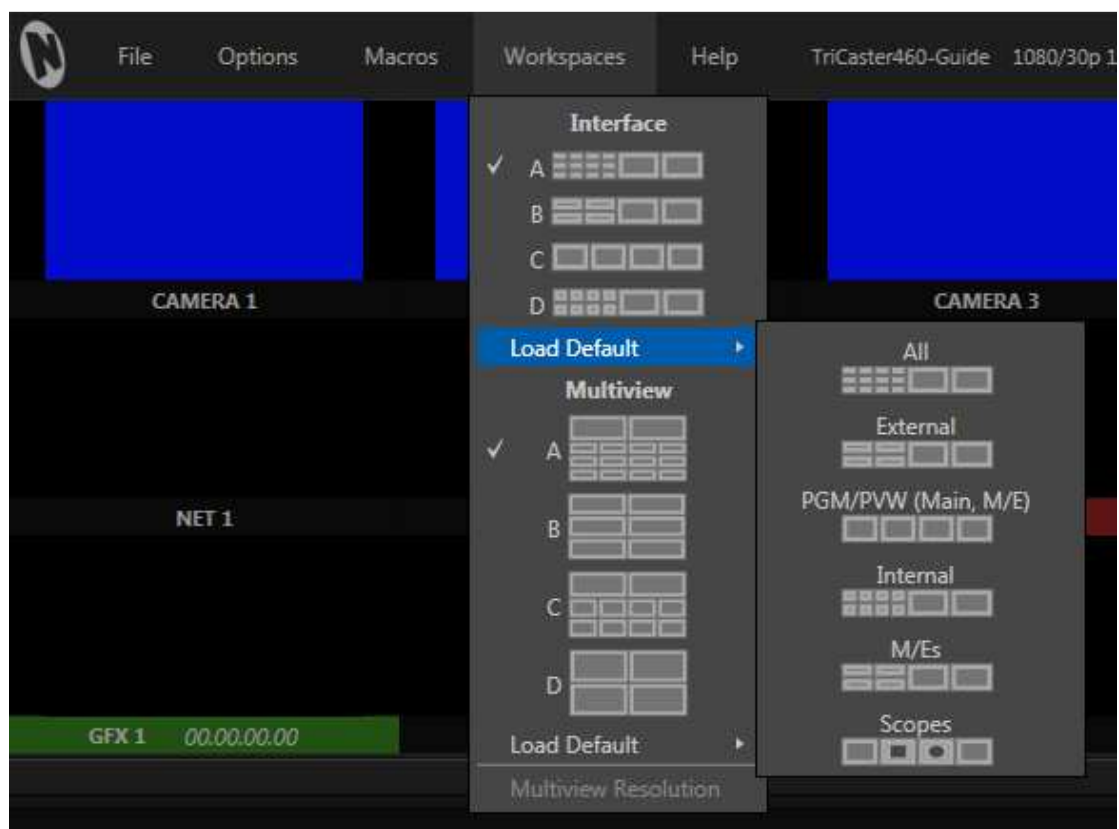 N File Options Macros Workspaces Help TriCaster460-Guide 1080/30p 1
Interface
A
B
C
D
Load Default
Multiview
A
B
C
D
Load Default
Multiview Resolution
All
External
PGM/PVW (Main, M/E)
Internal
M/Es
Scopes
CAMERA 1
CAMERA 3
NET 1
GFX 1 00.00.00.00